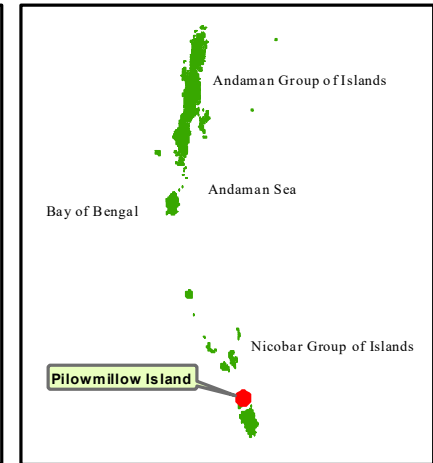 Andaman Group of Islands
Andaman Sea
Bay of Bengal
Nicobar Group of Islands
Pilowmillow Island